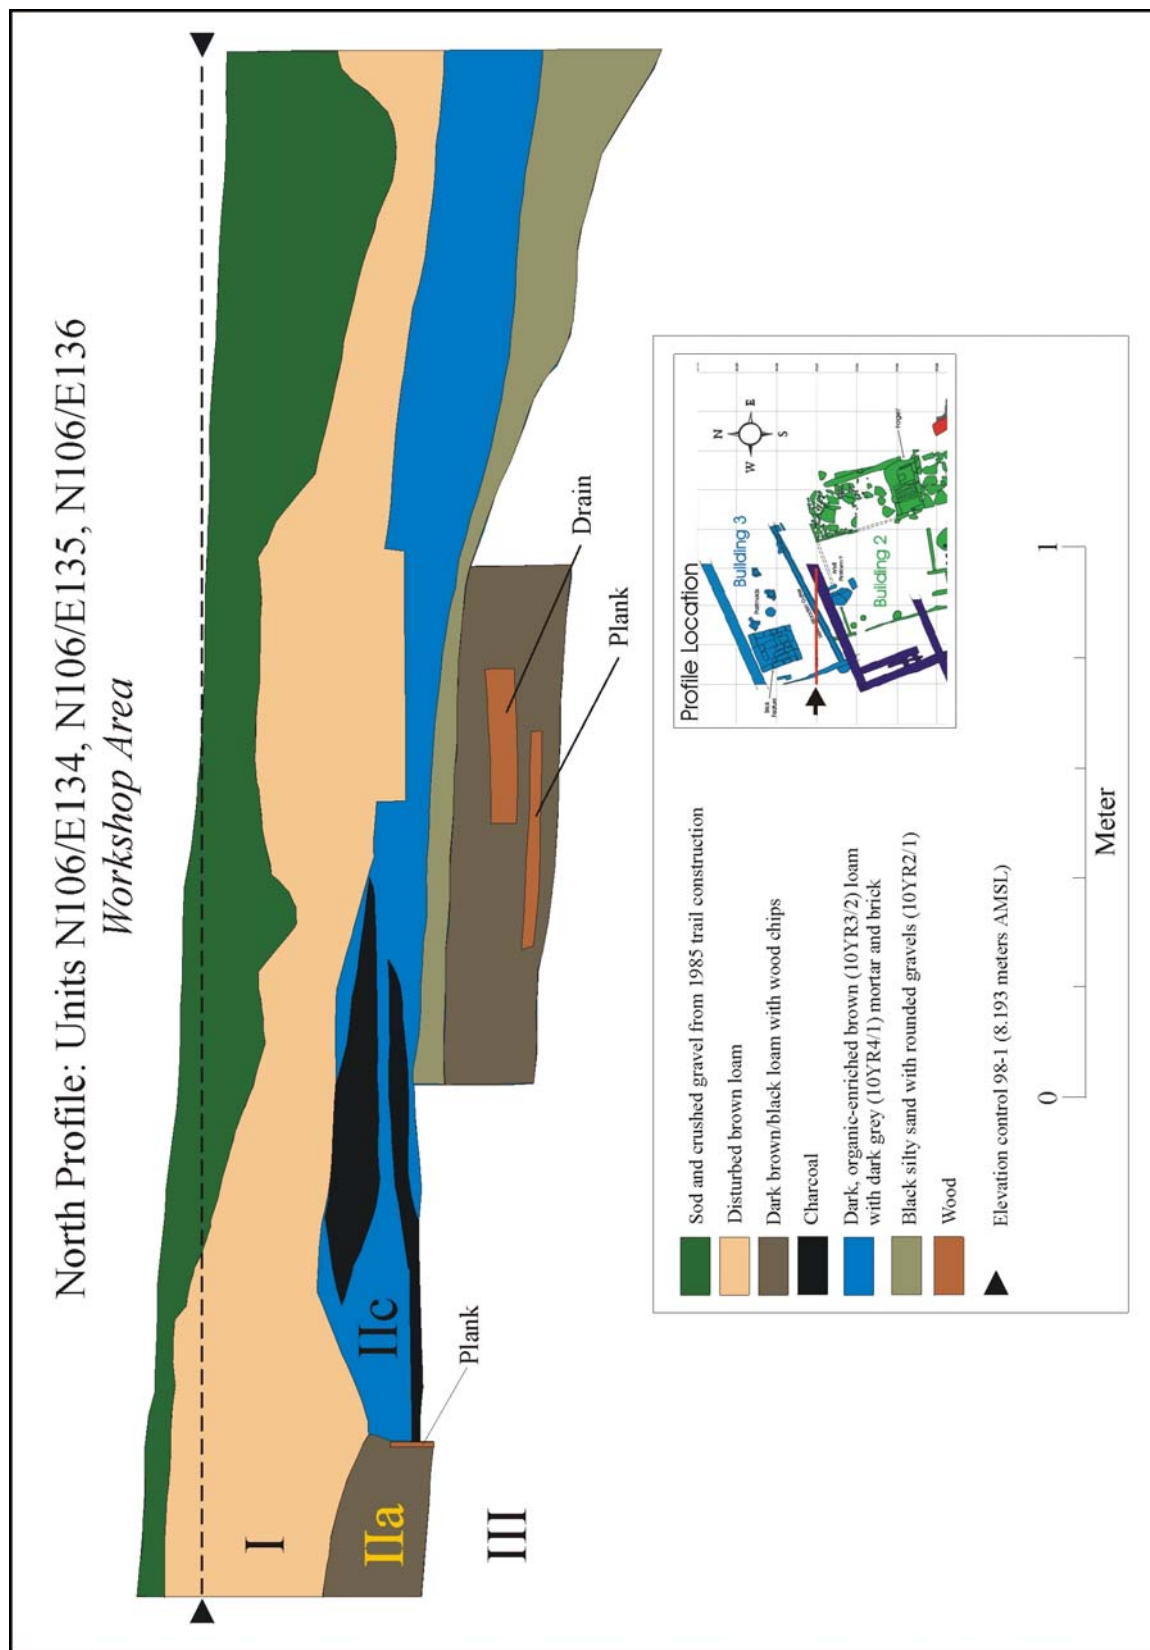 North Profile: Units N106/E134, N106/E135, N106/E136
Workshop Area
I
IIa
IIc
III
Plank
Drain
Plank
Sod and crushed gravel from 1985 trail construction
Disturbed brown loam
Dark brown/black loam with wood chips
Charcoal
Dark, organic-enriched brown (10YR3/2) loam
with dark grey (10YR4/1) mortar and brick
Black silty sand with rounded gravels (10YR2/1)
Wood
Elevation control 98-1 (8.193 meters AMSL)
Profile Location
Building 3
Building 2
Brick
Feature
Postmolds
Forge?
N
W
E
S
0
1
Meter